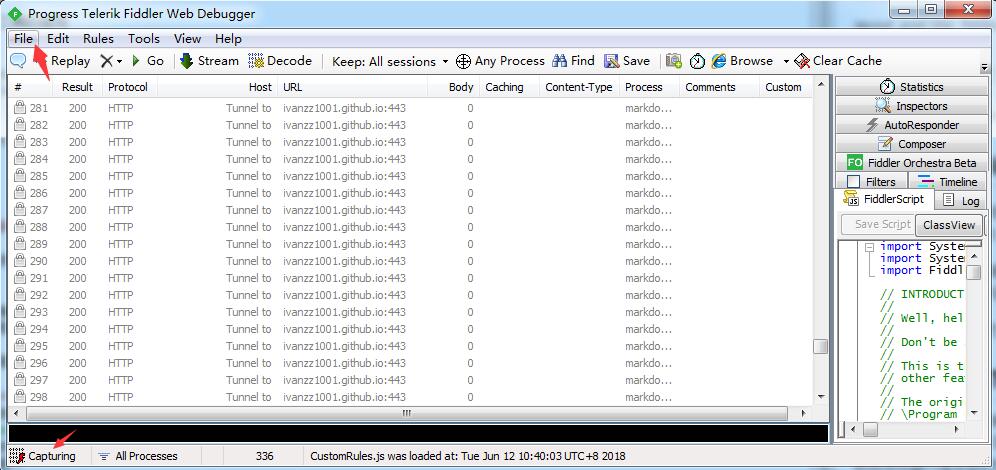 Progress Telerik Fiddler Web Debugger
File Edit Rules Tools View Help
Replay Go Stream Decode Keep: All sessions Any Process Find Save Browse Clear Cache
# Result Protocol Host URL Body Caching Content-Type Process Comments Custom
281 200 HTTP Tunnel to ivanzz1001.github.io:443 0 markdo...
282 200 HTTP Tunnel to ivanzz1001.github.io:443 0 markdo...
283 200 HTTP Tunnel to ivanzz1001.github.io:443 0 markdo...
284 200 HTTP Tunnel to ivanzz1001.github.io:443 0 markdo...
285 200 HTTP Tunnel to ivanzz1001.github.io:443 0 markdo...
286 200 HTTP Tunnel to ivanzz1001.github.io:443 0 markdo...
287 200 HTTP Tunnel to ivanzz1001.github.io:443 0 markdo...
288 200 HTTP Tunnel to ivanzz1001.github.io:443 0 markdo...
289 200 HTTP Tunnel to ivanzz1001.github.io:443 0 markdo...
290 200 HTTP Tunnel to ivanzz1001.github.io:443 0 markdo...
291 200 HTTP Tunnel to ivanzz1001.github.io:443 0 markdo...
292 200 HTTP Tunnel to ivanzz1001.github.io:443 0 markdo...
293 200 HTTP Tunnel to ivanzz1001.github.io:443 0 markdo...
294 200 HTTP Tunnel to ivanzz1001.github.io:443 0 markdo...
295 200 HTTP Tunnel to ivanzz1001.github.io:443 0 markdo...
296 200 HTTP Tunnel to ivanzz1001.github.io:443 0 markdo...
297 200 HTTP Tunnel to ivanzz1001.github.io:443 0 markdo...
298 200 HTTP Tunnel to ivanzz1001.github.io:443 0 markdo...
Statistics
Inspectors
AutoResponder
Composer
FO Fiddler Orchestra Beta
Filters Timeline
FiddlerScript Log
Save Script ClassView
import System
import System
import Fiddl
// INTRODUCT
//
// Well, hel
//
// Don't be
//
// This is t
// other fea
//
// The origi
// \Program
Capturing All Processes 336 CustomRules.js was loaded at: Tue Jun 12 10:40:03 UTC+8 2018